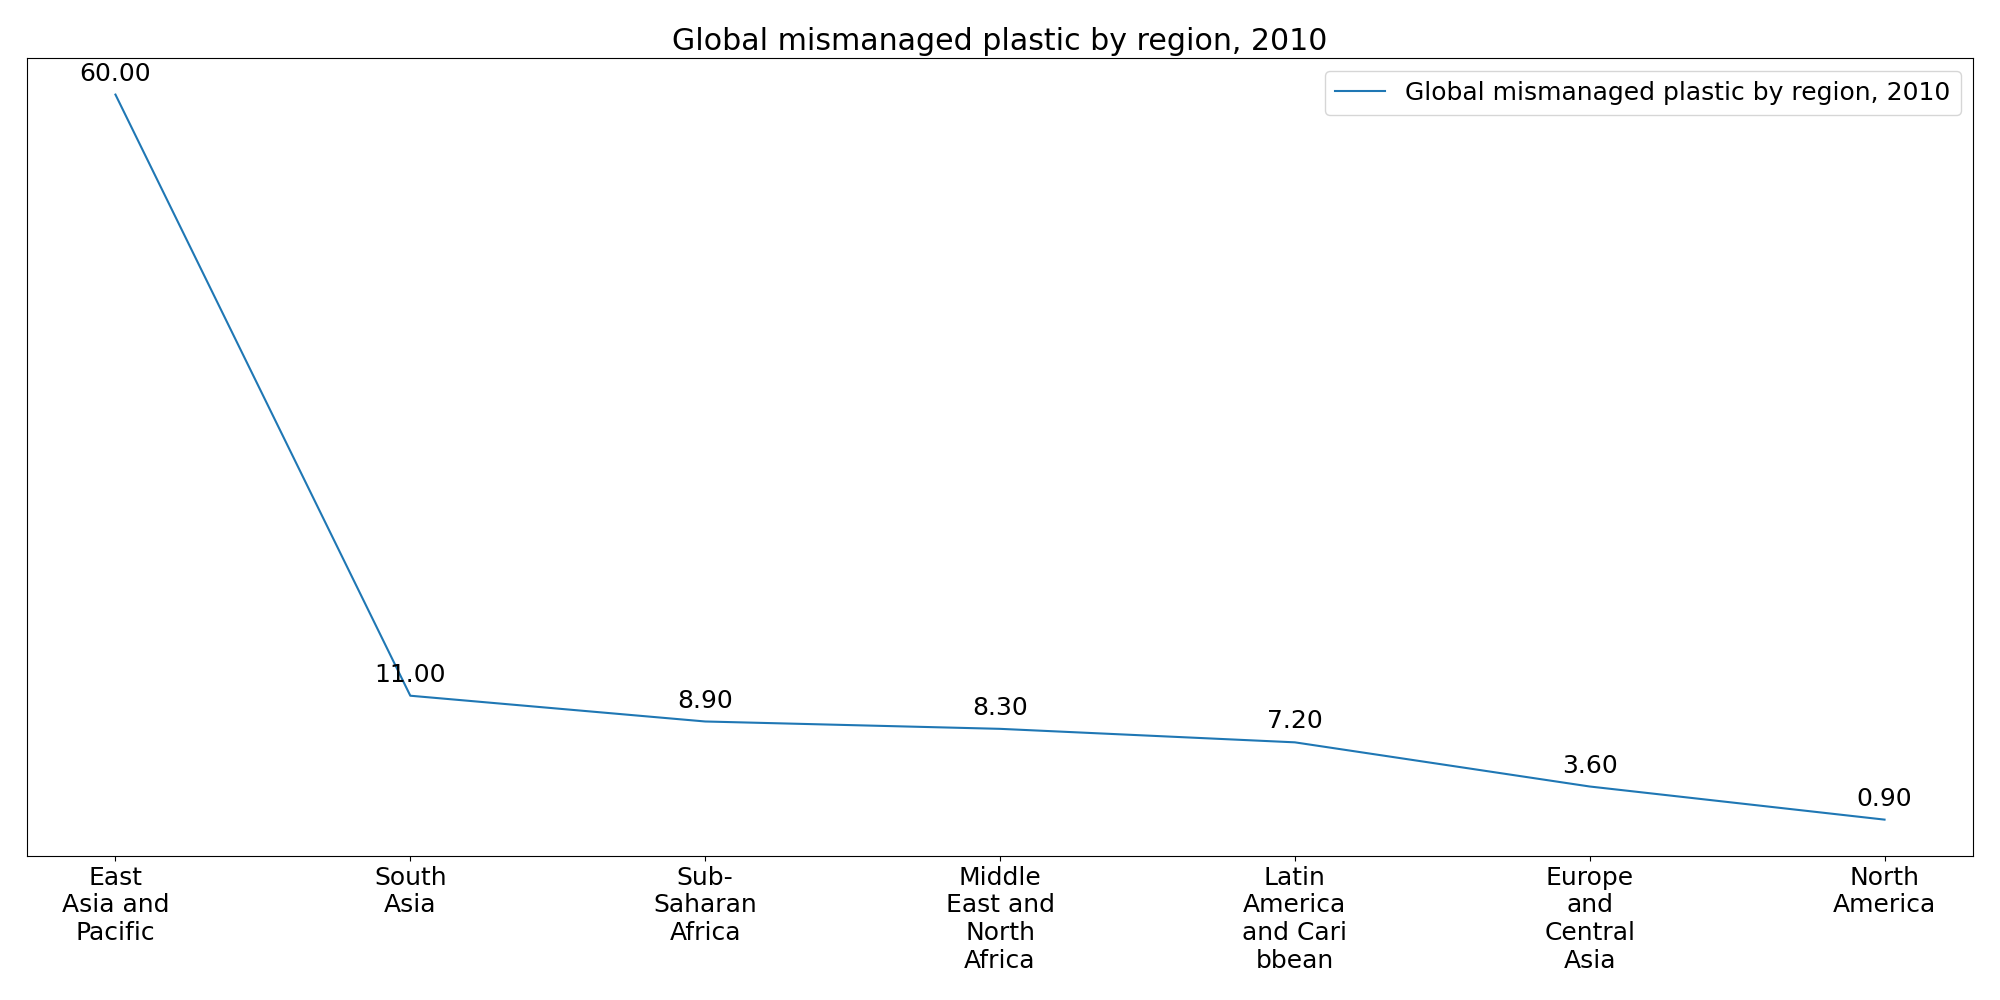 Global mismanaged plastic by region, 2010
Global mismanaged plastic by region, 2010
60.00
11.00
8.90
8.30
7.20
3.60
0.90
East
Asia and
Pacific
South
Asia
Sub-
Saharan
Africa
Middle
East and
North
Africa
Latin
America
and Cari
bbean
Europe
and
Central
Asia
North
America